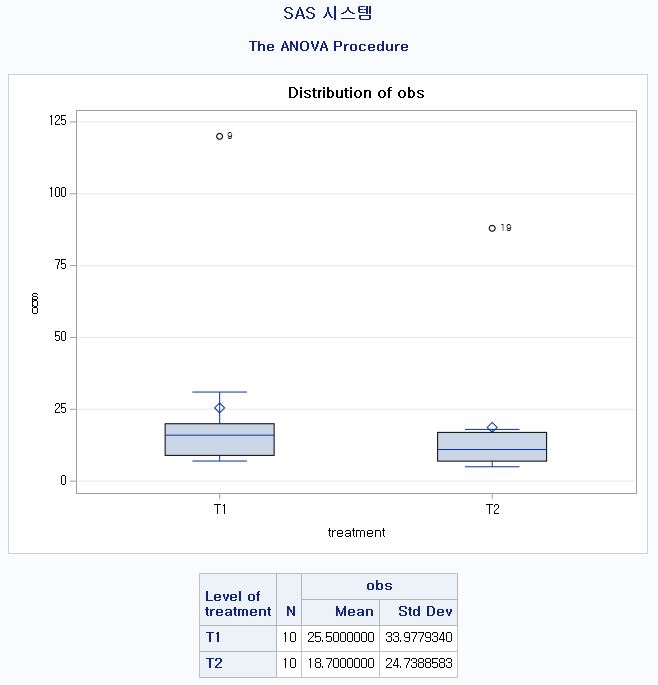 SAS 시스템
The ANOVA Procedure
Distribution of obs
125
9
100
19
75
obs
50
25
0
T1 T2
treatment
Level of treatment N obs
Mean Std Dev
T1 10 25.5000000 33.9779340
T2 10 18.7000000 24.7388583